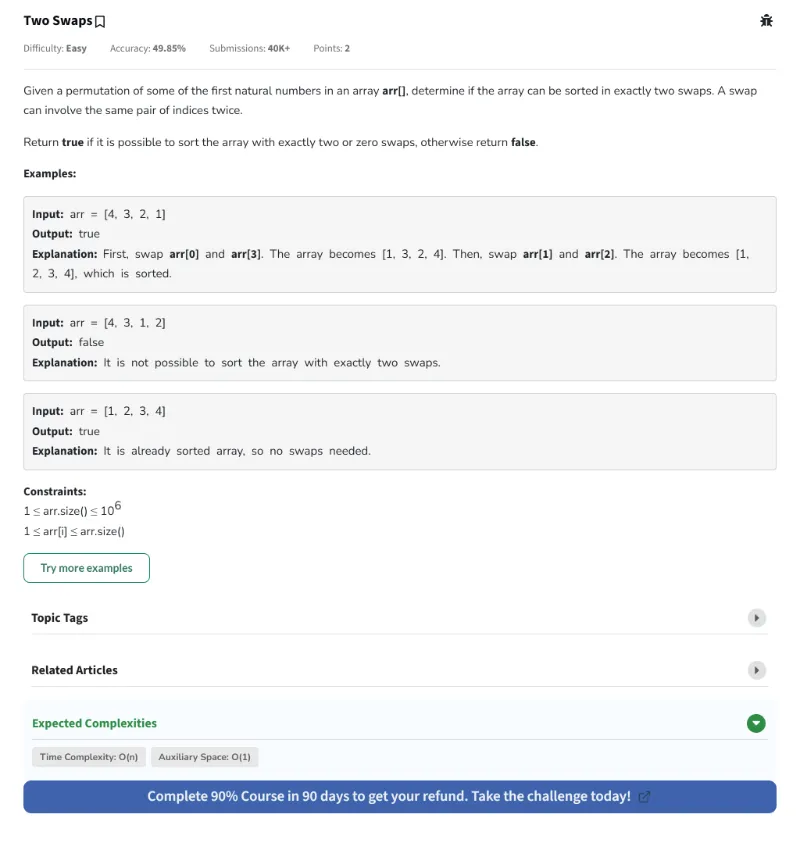 Two Swaps
Difficulty: Easy Accuracy: 49.85% Submissions: 40K+ Points: 2
Given a permutation of some of the first natural numbers in an array arr[], determine if the array can be sorted in exactly two swaps. A swap
can involve the same pair of indices twice.
Return true if it is possible to sort the array with exactly two or zero swaps, otherwise return false.
Examples:
Input: arr = [4, 3, 2, 1]
Output: true
Explanation: First, swap arr[0] and arr[3]. The array becomes [1, 3, 2, 4]. Then, swap arr[1] and arr[2]. The array becomes [1,
2, 3, 4], which is sorted.
Input: arr = [4, 3, 1, 2]
Output: false
Explanation: It is not possible to sort the array with exactly two swaps.
Input: arr = [1, 2, 3, 4]
Output: true
Explanation: It is already sorted array, so no swaps needed.
Constraints:
1 ≤ arr.size() ≤ 10⁶
1 ≤ arr[i] ≤ arr.size()
Try more examples
Topic Tags
Related Articles
Expected Complexities
Time Complexity: O(n) Auxiliary Space: O(1)
Complete 90% Course in 90 days to get your refund. Take the challenge today!